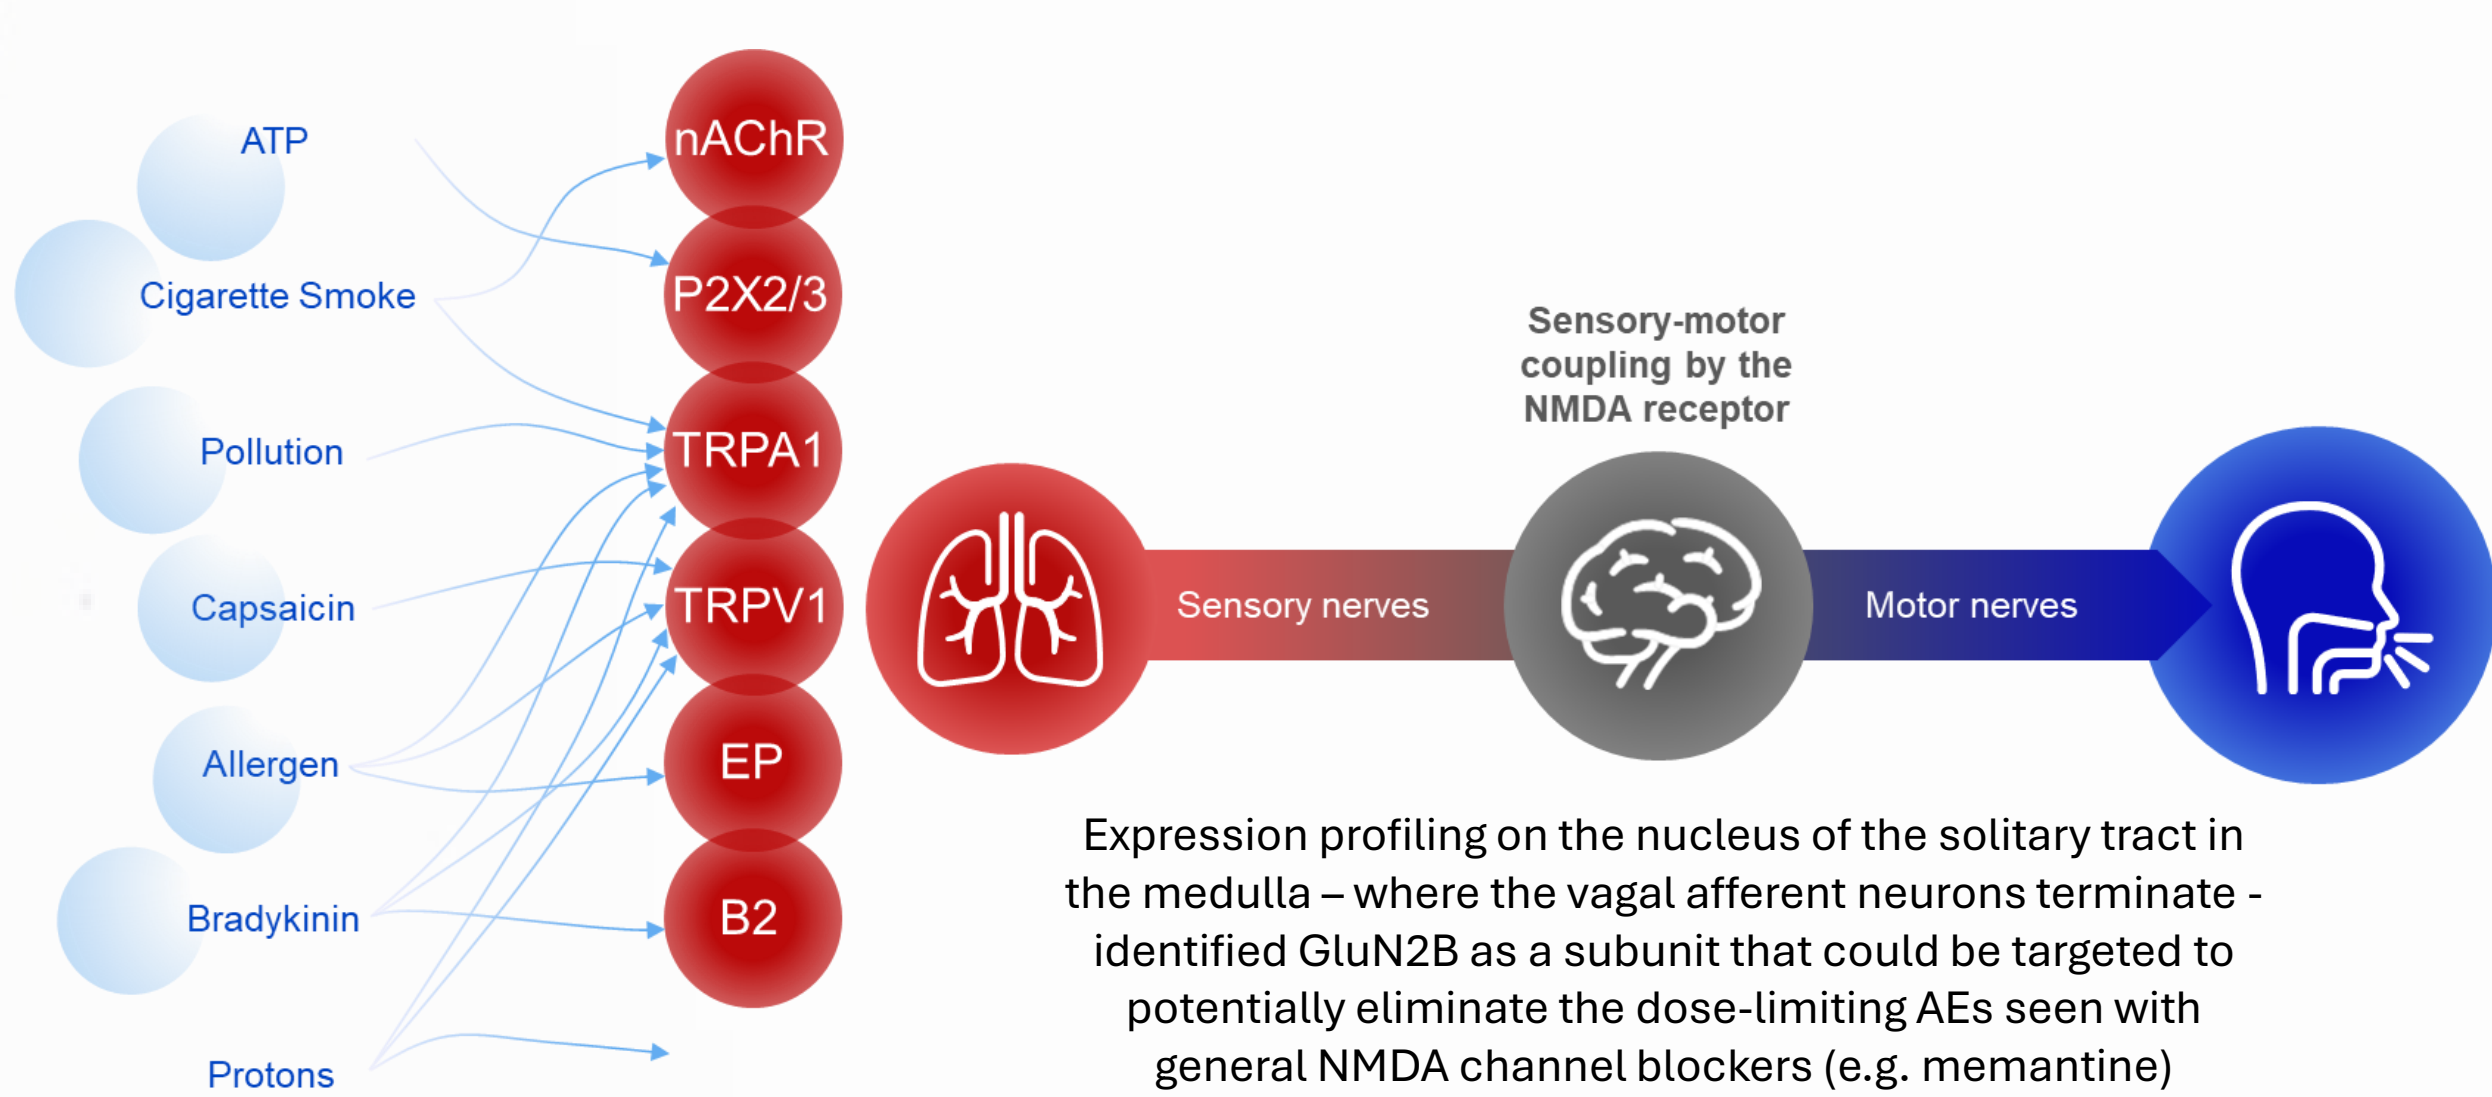 ATP
Cigarette Smoke
Pollution
Capsaicin
Allergen
Bradykinin
Protons
nAChR
P2X2/3
TRPA1
TRPV1
EP
B2
Sensory nerves
Sensory-motor
coupling by the
NMDA receptor
Motor nerves
Expression profiling on the nucleus of the solitary tract in
the medulla – where the vagal afferent neurons terminate -
identified GluN2B as a subunit that could be targeted to
potentially eliminate the dose-limiting AEs seen with
general NMDA channel blockers (e.g. memantine)